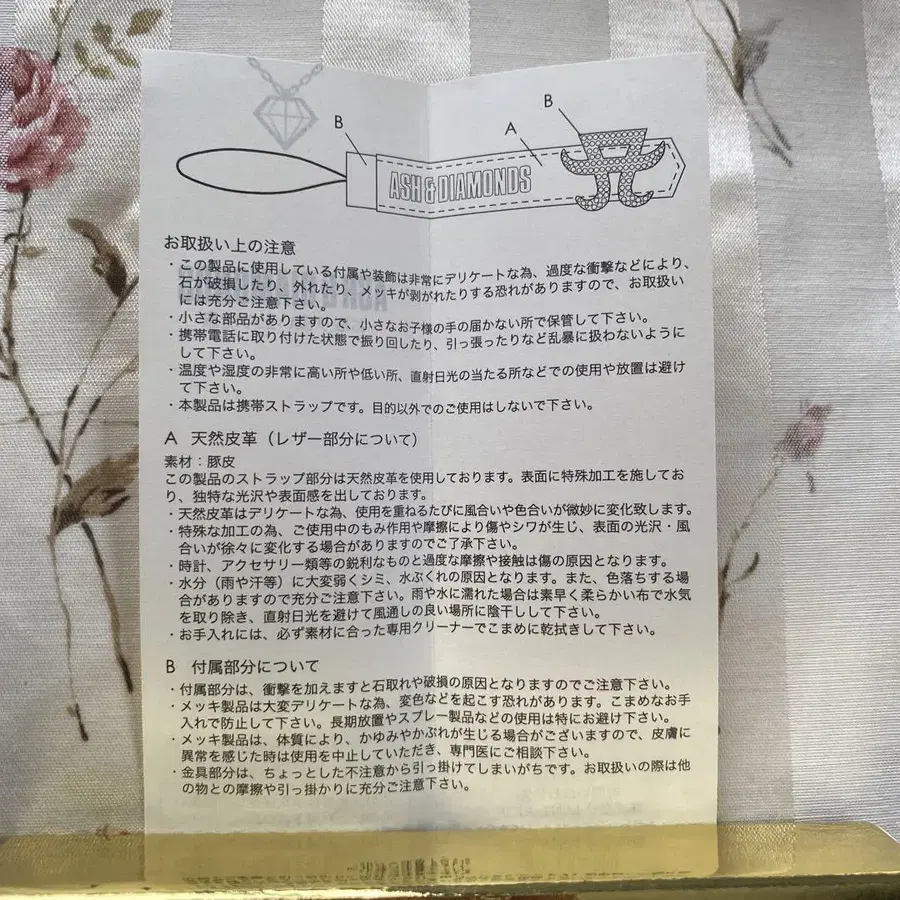 B
A
B
ASH & DIAMONDS
お取扱い上の注意
・この製品に使用している付属や装飾は非常にデリケートな為、過度な衝撃などにより、
石が破損したり、外れたり、メッキが剥がれたりする恐れがありますので、お取扱い
には充分ご注意下さい。
・小さな部品がありますので、小さなお子様の手の届かない所で保管して下さい。
・携帯電話に取り付けた状態で振り回したり、引っ張ったりなど乱暴に扱わないように
して下さい。
・温度や湿度の非常に高い所や低い所、直射日光の当たる所などでの使用や放置は避け
て下さい。
・本製品は携帯ストラップです。目的以外でのご使用はしないで下さい。
A 天然皮革（レザー部分について）
素材：豚皮
この製品のストラップ部分は天然皮革を使用しております。表面に特殊加工を施してお
り、独特な光沢や表面感を出しております。
・天然皮革はデリケートな為、使用を重ねるたびに風合いや色合いが微妙に変化致します。
・特殊な加工の為、ご使用中のもみ作用や摩擦により傷やシワが生じ、表面の光沢・風
合いが徐々に変化する場合がありますのでご了承下さい。
・時計、アクセサリー類等の鋭利なものと過度な摩擦や接触は傷の原因となります。
・水分（雨や汗等）に大変弱くシミ、水ぶくれの原因となります。また、色落ちする場
合がありますので充分ご注意下さい。雨や水に濡れた場合は素早く柔らかい布で水気
を取り除き、直射日光を避けて風通しの良い場所に陰干しして下さい。
・お手入れには、必ず素材に合った専用クリーナーでこまめに乾拭きして下さい。
B 付属部分について
・付属部分は、衝撃を加えますと石取れや破損の原因となりますのでご注意下さい。
・メッキ製品は大変デリケートな為、変色などを起こす恐れがあります。こまめなお手
入れで防止して下さい。長期放置やスプレー製品などの使用は特にお避け下さい。
・メッキ製品は、体質により、かゆみやかぶれが生じる場合がございますので、皮膚に
異常を感じた時は使用を中止していただき、専門医にご相談下さい。
・金具部分は、ちょっとした不注意から引っ掛けてしまいがちです。お取扱いの際は他
の物との摩擦や引っ掛かりに充分ご注意下さい。